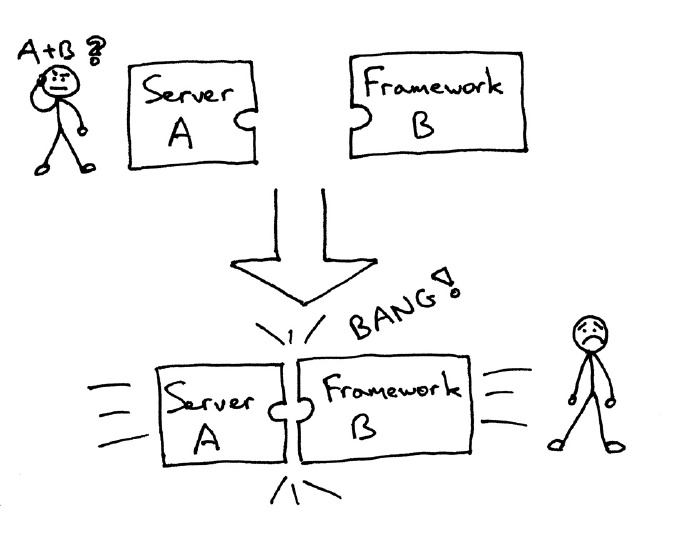 A+B?
Server
A
Framework
B
BANG!
Server
A
Framework
B